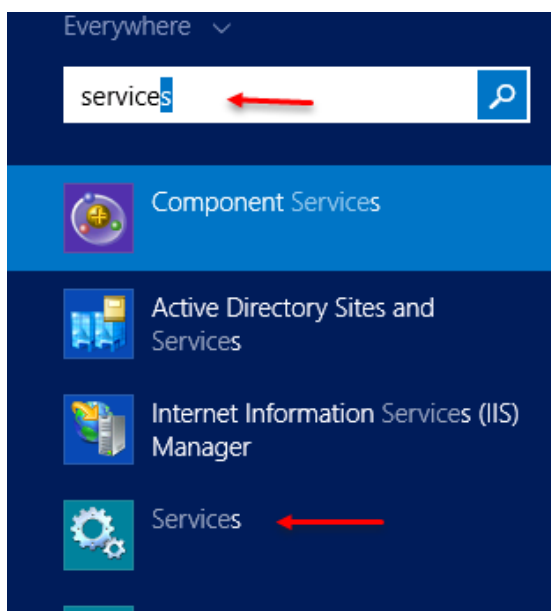 Everywhere
services
Component Services
Active Directory Sites and
Services
Internet Information Services (IIS)
Manager
Services